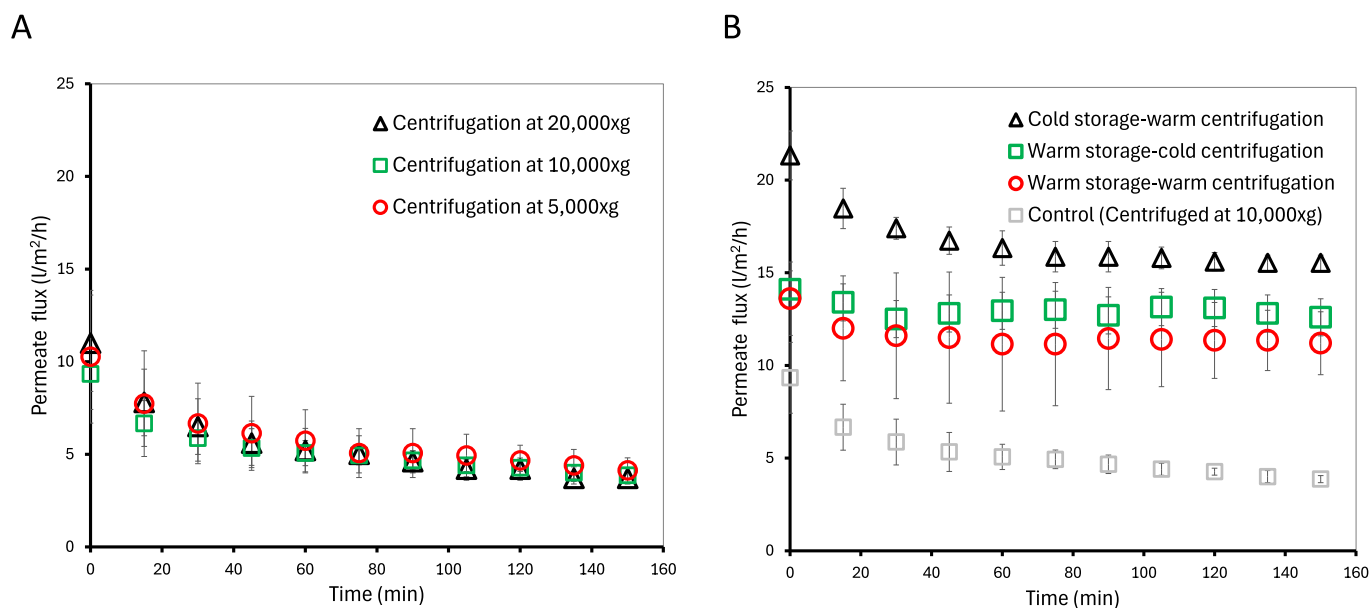 A
B
25
20
15
10
5
0
Permeate flux (l/m²/h)
Centrifugation at 20,000xg
Centrifugation at 10,000xg
Centrifugation at 5,000xg
0 20 40 60 80 100 120 140 160
Time (min)
25
20
15
10
5
0
Permeate flux (l/m²/h)
Cold storage-warm centrifugation
Warm storage-cold centrifugation
Warm storage-warm centrifugation
Control (Centrifuged at 10,000xg)
0 20 40 60 80 100 120 140 160
Time (min)